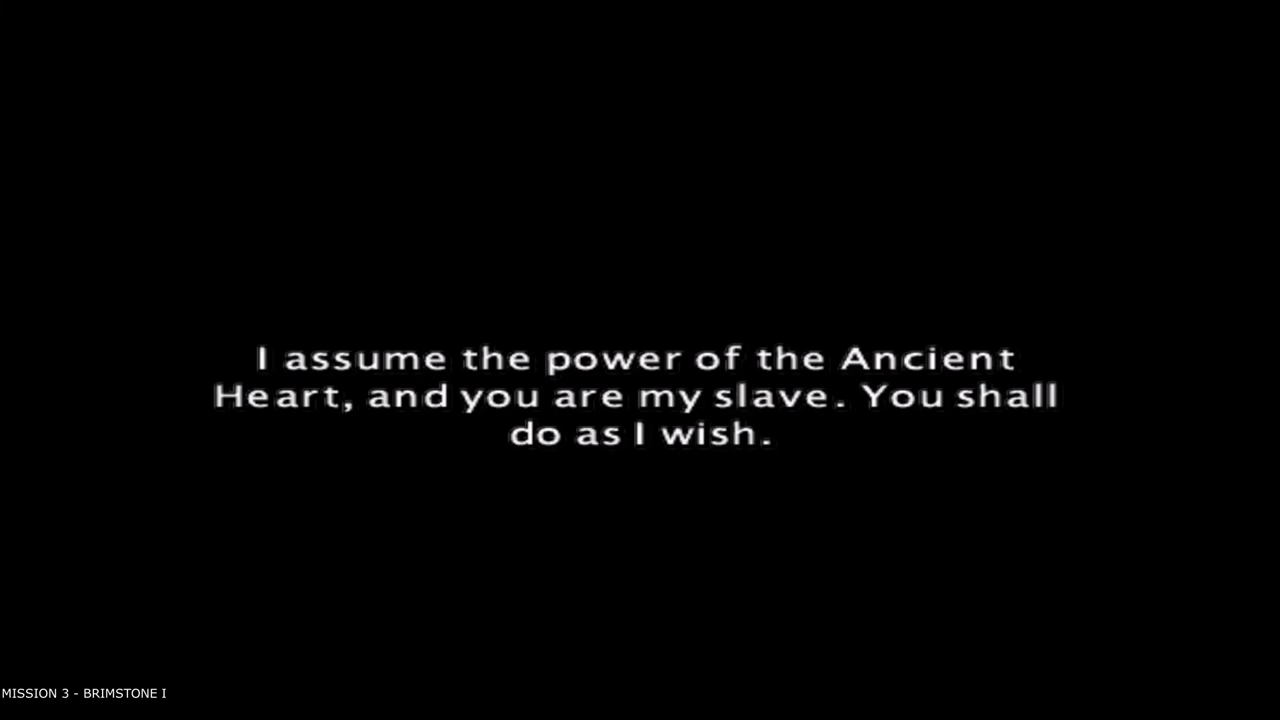 I assume the power of the Ancient
Heart, and you are my slave. You shall
do as I wish.
MISSION 3 - BRIMSTONE I